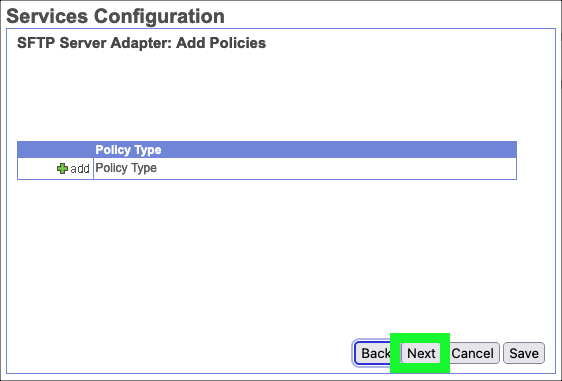 Services Configuration
SFTP Server Adapter: Add Policies
Policy Type
add Policy Type
Back Next Cancel Save